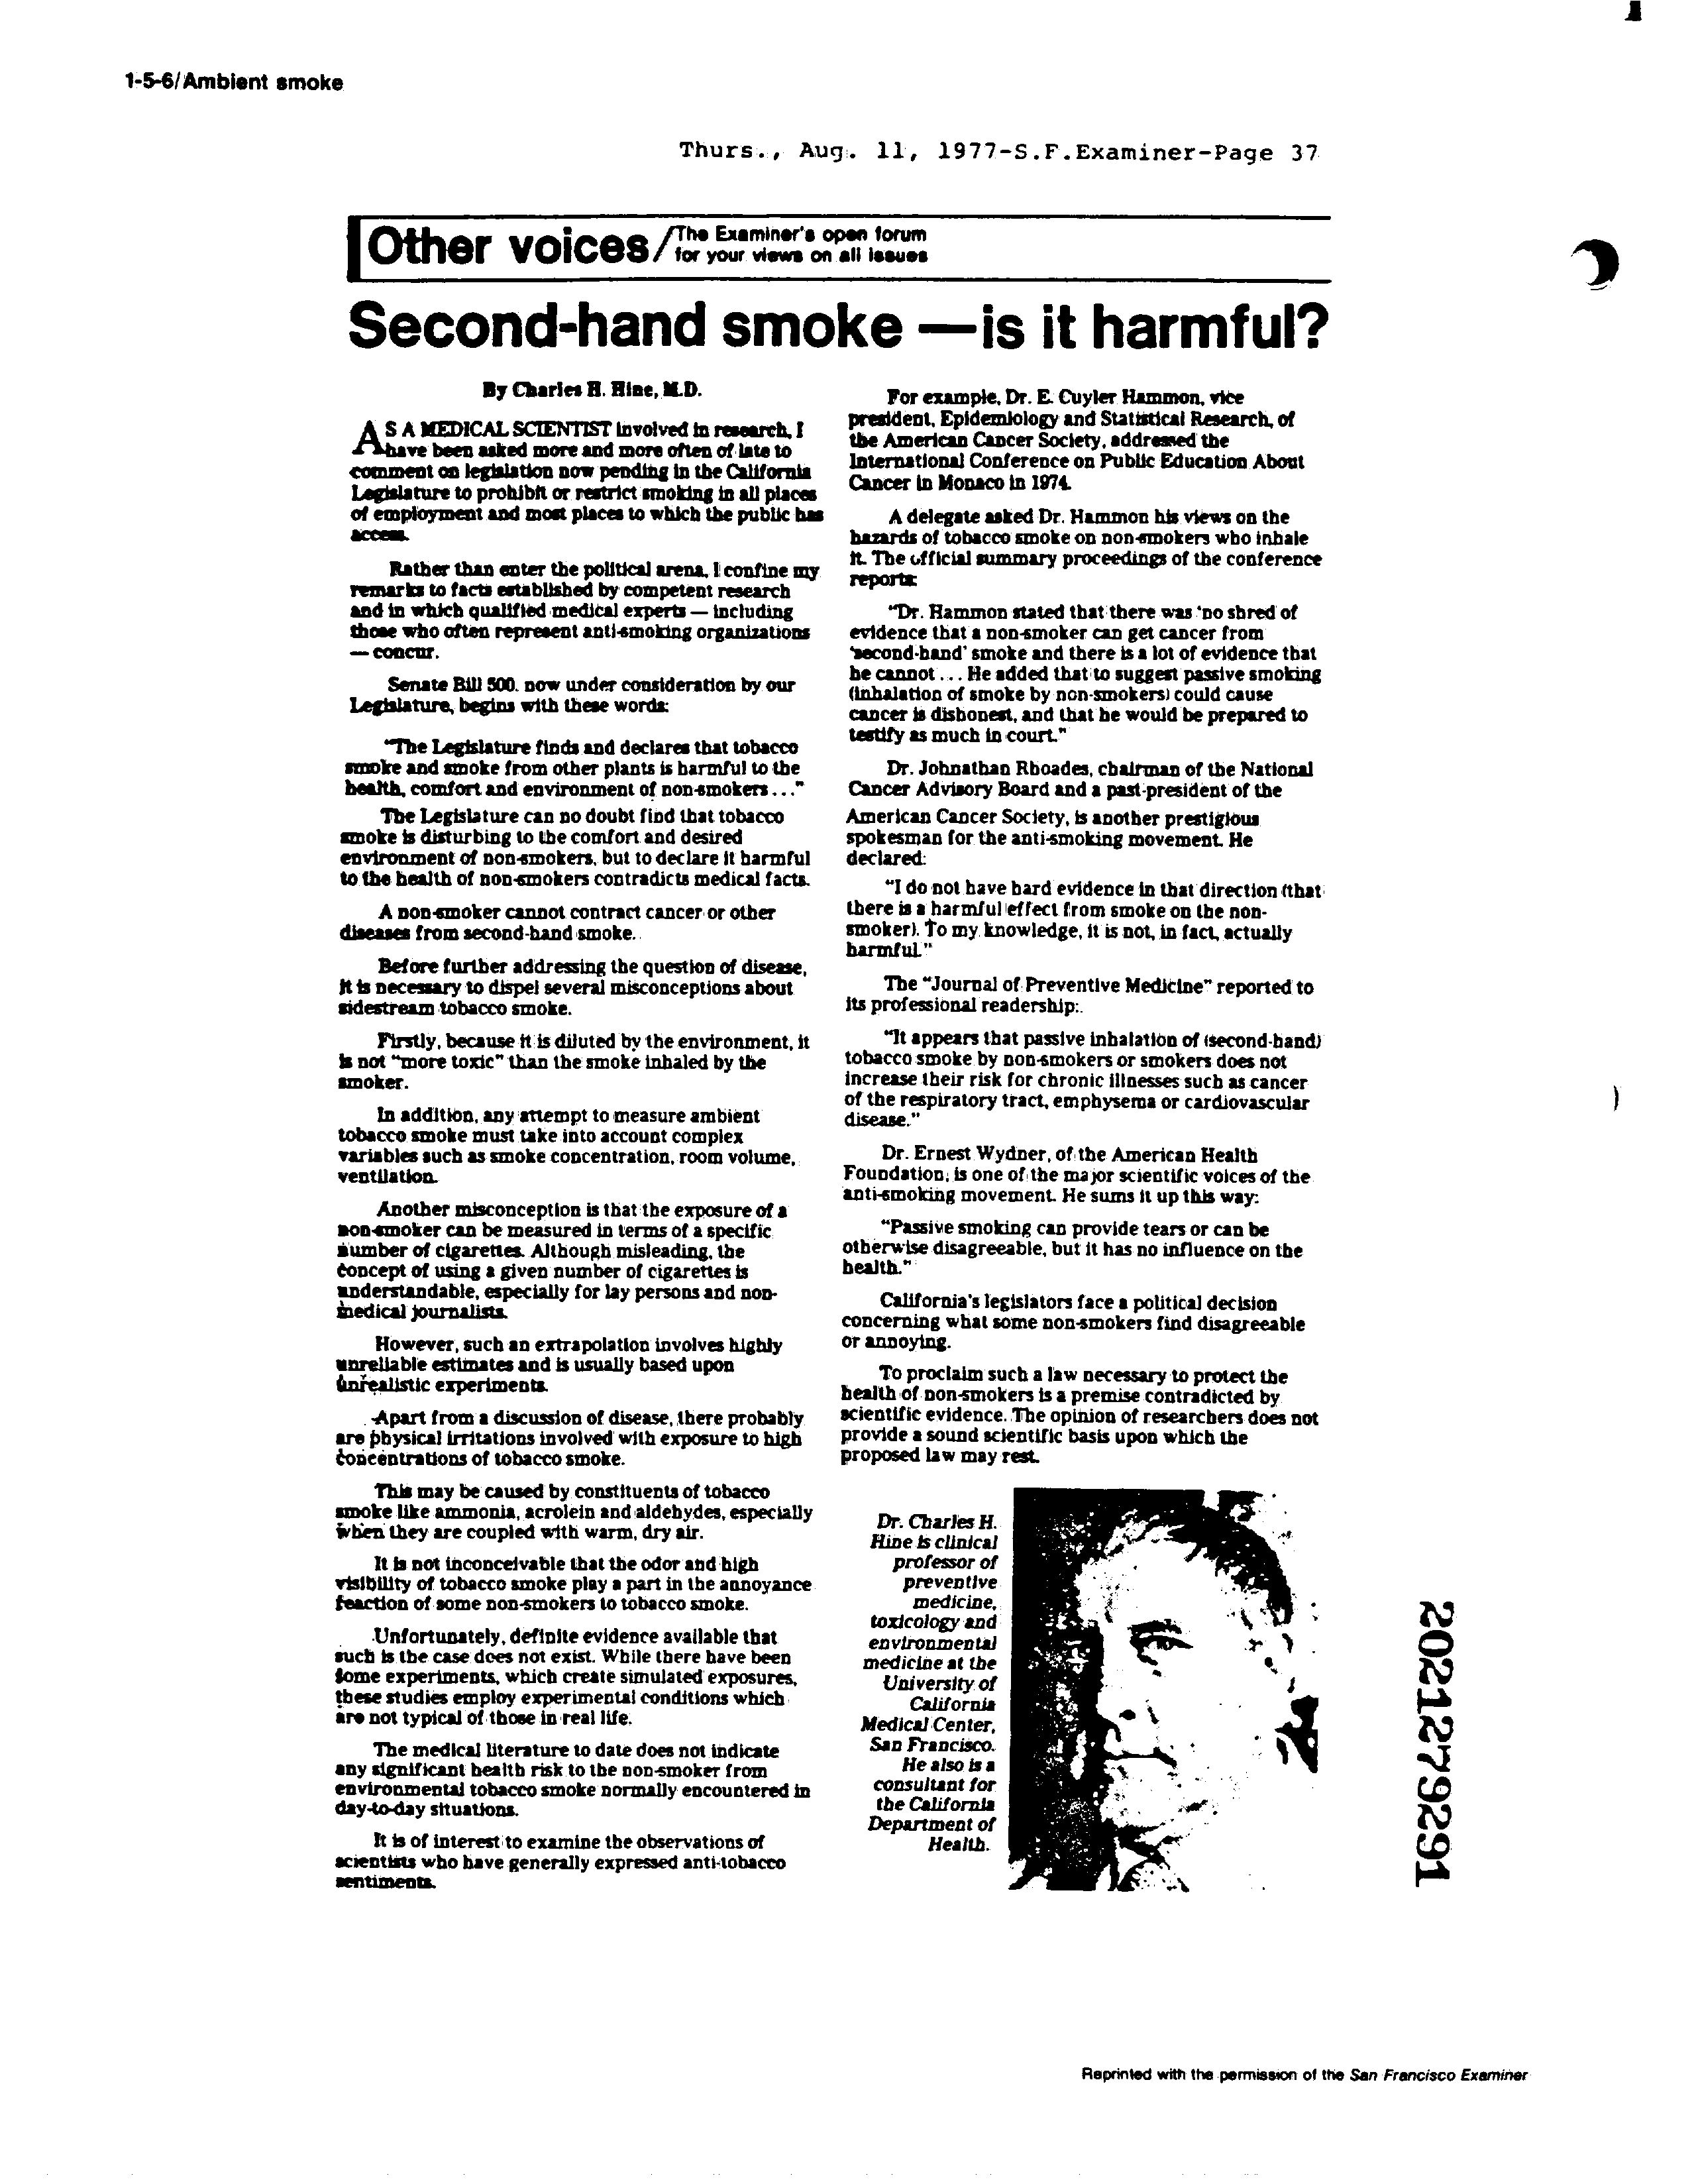 1-5-6/Ambient smoke
Thurs., Aug. 11, 1977-S.F.Examiner-Page 37
Other voices/The Examiner's open forum
for your views on all issues
Second-hand smoke — is it harmful?
By Charles H. Hine, M.D.
AS A MEDICAL SCIENTIST involved in research, I
have been asked more and more often of late to
comment on legislation now pending in the California
Legislature to prohibit or restrict smoking in all places
of employment and most places to which the public has
access.
Rather than enter the political arena, I confine my
remarks to facts established by competent research
and in which qualified medical experts — including
those who often represent anti-smoking organizations
— concur.
Senate Bill 500. now under consideration by our
Legislature, begins with these words:
"The Legislature finds and declares that tobacco
smoke and smoke from other plants is harmful to the
health, comfort and environment of non-smokers . . ."
The Legislature can no doubt find that tobacco
smoke is disturbing to the comfort and desired
environment of non-smokers, but to declare it harmful
to the health of non-smokers contradicts medical facts.
A non-smoker cannot contract cancer or other
diseases from second-hand smoke.
Before further addressing the question of disease,
it is necessary to dispel several misconceptions about
sidestream tobacco smoke.
Firstly, because it is diluted by the environment, it
is not "more toxic" than the smoke inhaled by the
smoker.
In addition, any attempt to measure ambient
tobacco smoke must take into account complex
variables such as smoke concentration, room volume,
ventilation.
Another misconception is that the exposure of a
non-smoker can be measured in terms of a specific
number of cigarettes. Although misleading, the
concept of using a given number of cigarettes is
understandable, especially for lay persons and non-
medical journalists.
However, such an extrapolation involves highly
unreliable estimates and is usually based upon
unrealistic experiments.
Apart from a discussion of disease, there probably
are physical irritations involved with exposure to high
concentrations of tobacco smoke.
This may be caused by constituents of tobacco
smoke like ammonia, acrolein and aldehydes, especially
when they are coupled with warm, dry air.
It is not inconceivable that the odor and high
visibility of tobacco smoke play a part in the annoyance
reaction of some non-smokers to tobacco smoke.
Unfortunately, definite evidence available that
such is the case does not exist. While there have been
some experiments, which create simulated exposures,
these studies employ experimental conditions which
are not typical of those in real life.
The medical literature to date does not indicate
any significant health risk to the non-smoker from
environmental tobacco smoke normally encountered in
day-to-day situations.
It is of interest to examine the observations of
scientists who have generally expressed anti-tobacco
sentiments.
For example, Dr. E. Cuyler Hammon, vice
president, Epidemiology and Statistical Research, of
the American Cancer Society, addressed the
International Conference on Public Education About
Cancer in Monaco in 1974.
A delegate asked Dr. Hammon his views on the
hazards of tobacco smoke on non-smokers who inhale
it. The official summary proceedings of the conference
reports:
"Dr. Hammon stated that there was 'no shred of
evidence that a non-smoker can get cancer from
'second-hand' smoke and there is a lot of evidence that
he cannot . . . He added that to suggest passive smoking
(inhalation of smoke by non-smokers) could cause
cancer is dishonest, and that he would be prepared to
testify as much in court."
Dr. Johnathan Rhoades, chairman of the National
Cancer Advisory Board and a past-president of the
American Cancer Society, is another prestigious
spokesman for the anti-smoking movement. He
declared:
"I do not have hard evidence in that direction (that
there is a harmful effect from smoke on the non-
smoker). To my knowledge, it is not, in fact, actually
harmful."
The "Journal of Preventive Medicine" reported to
its professional readership:
"It appears that passive inhalation of (second-hand)
tobacco smoke by non-smokers or smokers does not
increase their risk for chronic illnesses such as cancer
of the respiratory tract, emphysema or cardiovascular
disease."
Dr. Ernest Wydner, of the American Health
Foundation, is one of the major scientific voices of the
anti-smoking movement. He sums it up this way:
"Passive smoking can provide tears or can be
otherwise disagreeable, but it has no influence on the
health."
California's legislators face a political decision
concerning what some non-smokers find disagreeable
or annoying.
To proclaim such a law necessary to protect the
health of non-smokers is a premise contradicted by
scientific evidence. The opinion of researchers does not
provide a sound scientific basis upon which the
proposed law may rest.
Dr. Charles H.
Hine is clinical
professor of
preventive
medicine,
toxicology and
environmental
medicine at the
University of
California
Medical Center,
San Francisco.
He also is a
consultant for
the California
Department of
Health.
2021279291
Reprinted with the permission of the San Francisco Examiner